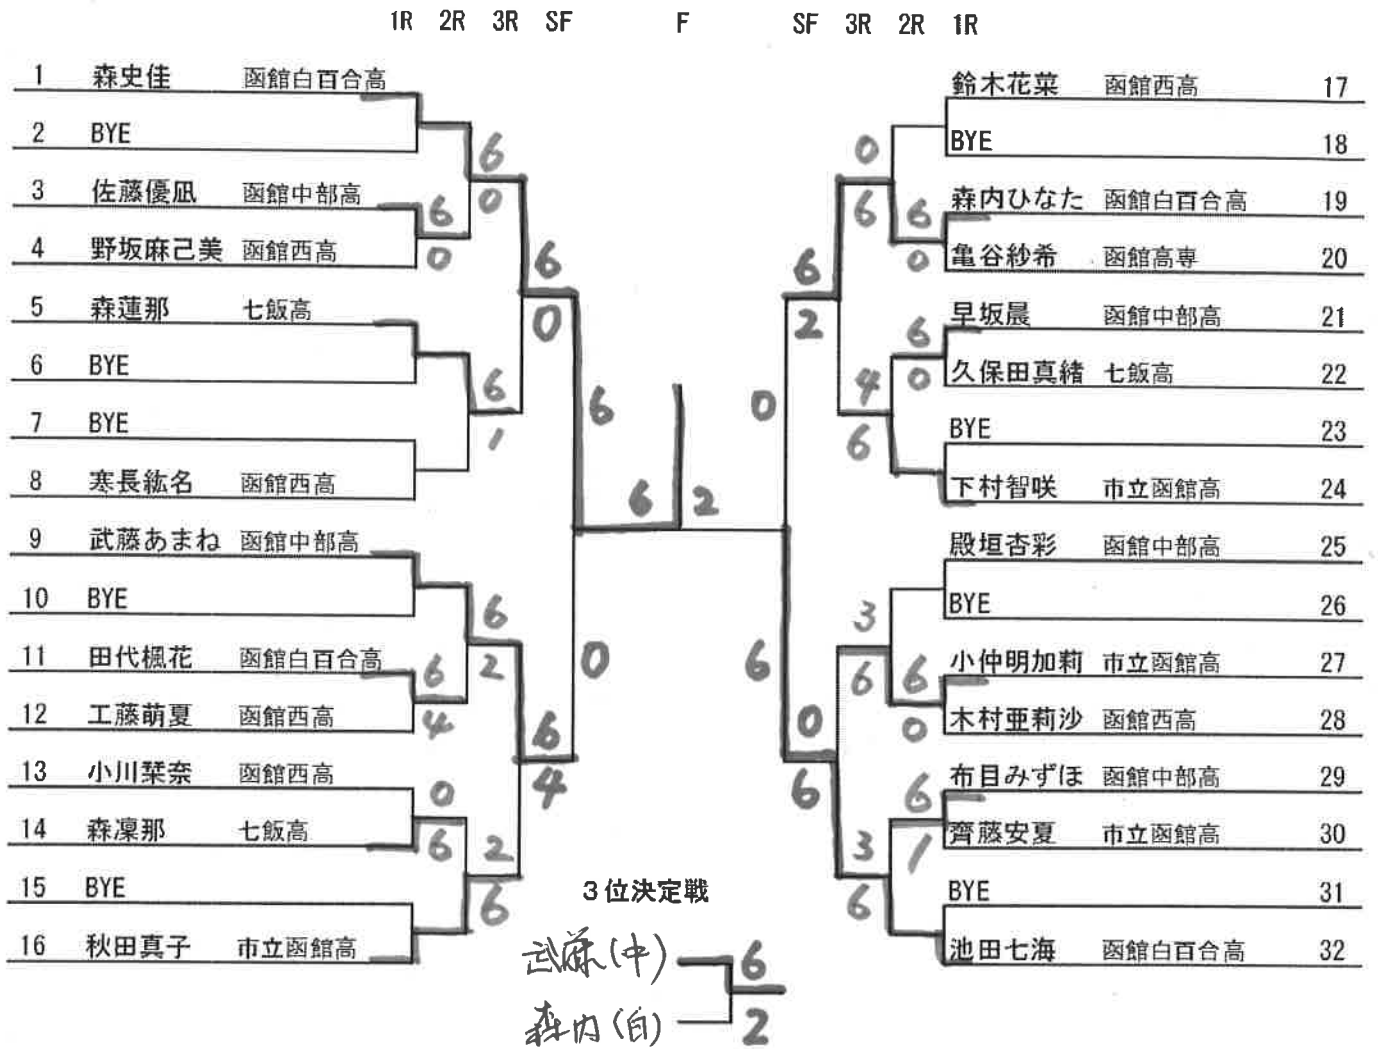 1R 2R 3R SF F SF 3R 2R 1R
1 森史佳 函館白百合高
2 BYE
3 佐藤優凪 函館中部高
4 野坂麻己美 函館西高
5 森蓮那 七飯高
6 BYE
7 BYE
8 寒長紘名 函館西高
9 武藤あまね 函館中部高
10 BYE
11 田代楓花 函館白百合高
12 工藤萌夏 函館西高
13 小川栞奈 函館西高
14 森凜那 七飯高
15 BYE
16 秋田真子 市立函館高
6
0
6
0
6
0
6
1
6
2
6
4
0
6
2
6
6
4
6
0
6 2
0
6
鈴木花菜 函館西高 17
BYE 18
森内ひなた 函館白百合高 19
亀谷紗希 函館高専 20
早坂晨 函館中部高 21
久保田真緒 七飯高 22
BYE 23
下村智咲 市立函館高 24
殿垣杏彩 函館中部高 25
BYE 26
小仲明加莉 市立函館高 27
木村亜莉沙 函館西高 28
布目みずほ 函館中部高 29
齊藤安夏 市立函館高 30
BYE 31
池田七海 函館白百合高 32
0
6
6
0
6
2
6
0
4
6
3
6
6
0
0
6
6
1
3
6
3位決定戦
武藤(中) 6
森内(白) 2